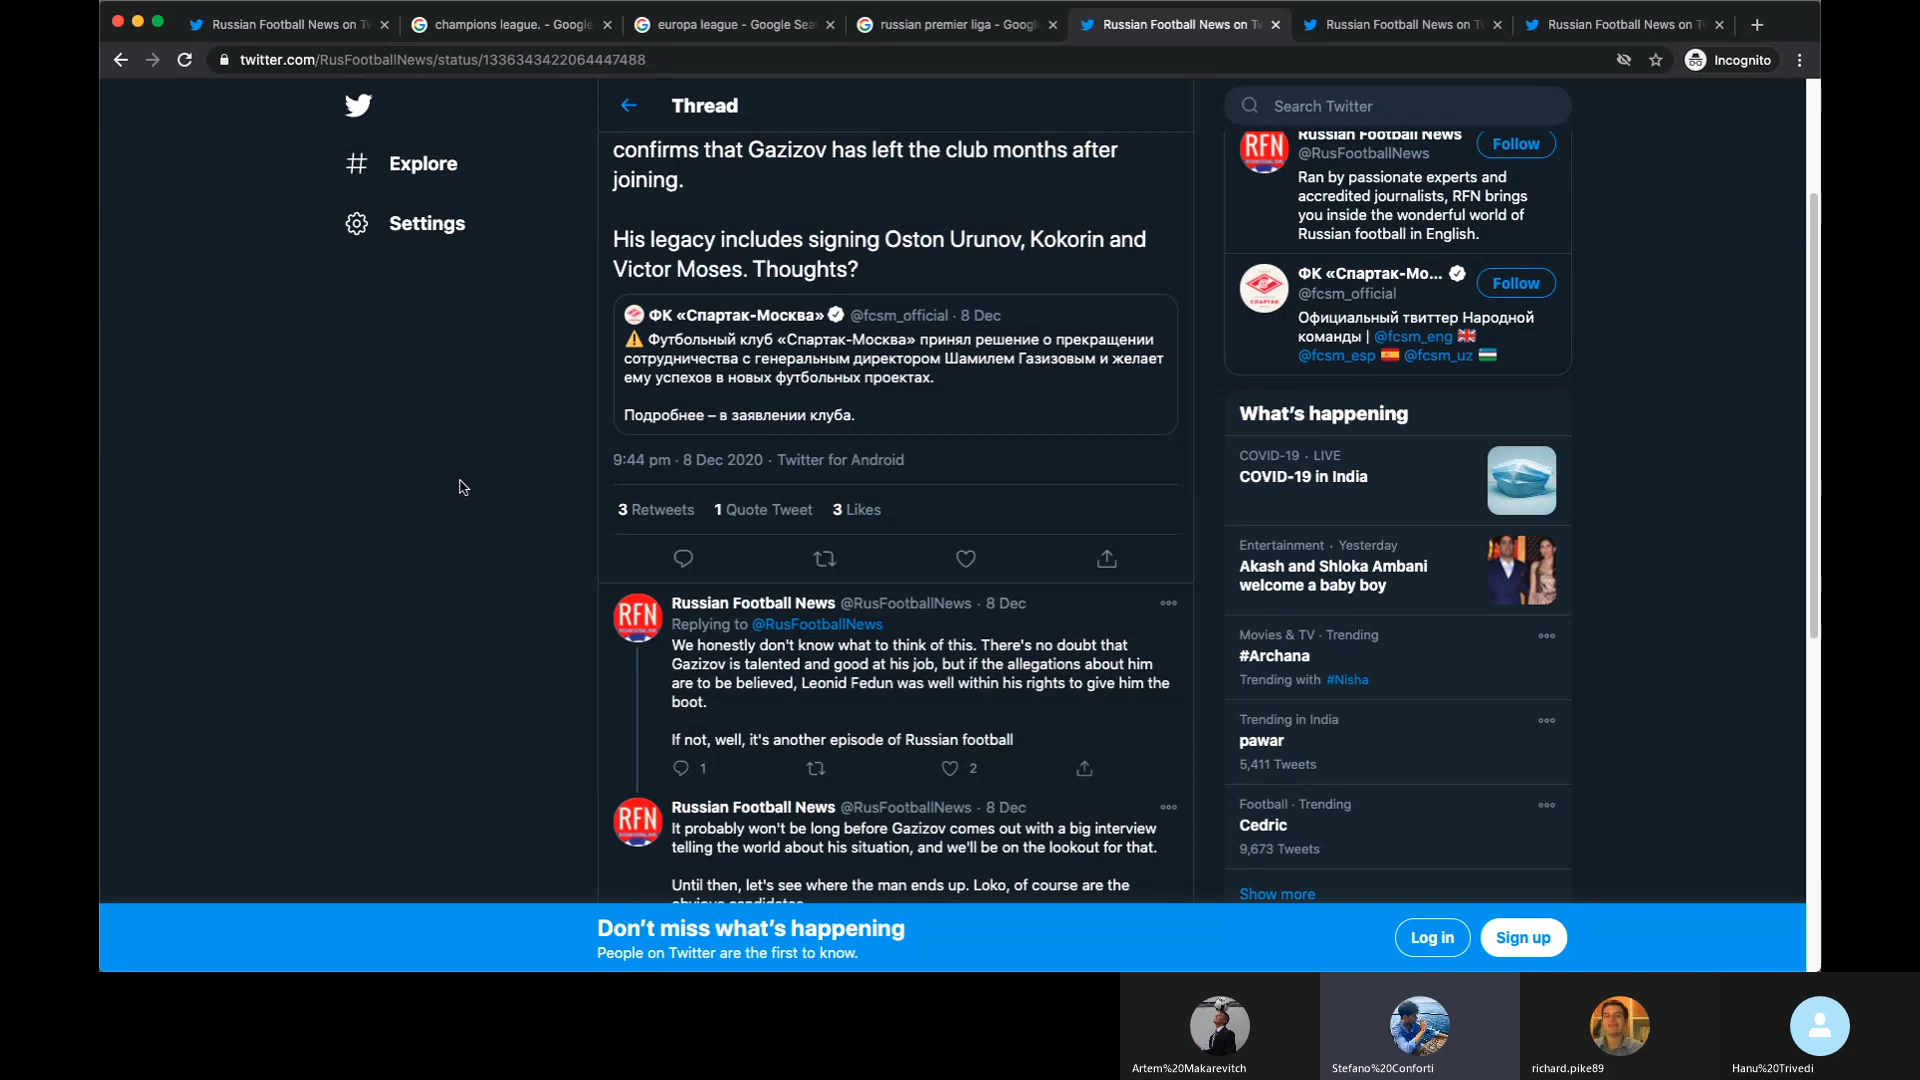 Russian Football News on Tw
champions league. - Google
europa league - Google Sea
russian premier liga - Googl
Russian Football News on Tw
Russian Football News on Tw
Russian Football News on Tw
twitter.com/RusFootballNews/status/1336343422064447488
Incognito
Explore
Settings
Thread
confirms that Gazizov has left the club months after
joining.
His legacy includes signing Oston Urunov, Kokorin and
Victor Moses. Thoughts?
ФК «Спартак-Москва» @fcsm_official · 8 Dec
⚠️ Футбольный клуб «Спартак-Москва» принял решение о прекращении
сотрудничества с генеральным директором Шамилем Газизовым и желает
ему успехов в новых футбольных проектах.
Подробнее – в заявлении клуба.
9:44 pm · 8 Dec 2020 · Twitter for Android
3 Retweets 1 Quote Tweet 3 Likes
RFN
Russian Football News @RusFootballNews · 8 Dec
Replying to @RusFootballNews
We honestly don't know what to think of this. There's no doubt that
Gazizov is talented and good at his job, but if the allegations about him
are to be believed, Leonid Fedun was well within his rights to give him the
boot.
If not, well, it's another episode of Russian football
1 2
RFN
Russian Football News @RusFootballNews · 8 Dec
It probably won't be long before Gazizov comes out with a big interview
telling the world about his situation, and we'll be on the lookout for that.
Until then, let's see where the man ends up. Loko, of course are the
obvious candidates
Search Twitter
RFN
Russian Football News
@RusFootballNews
Follow
Ran by passionate experts and
accredited journalists, RFN brings
you inside the wonderful world of
Russian football in English.
ФК «Спартак-Мо...
@fcsm_official
Follow
Официальный твиттер Народной
команды | @fcsm_eng 🇬🇧
@fcsm_esp 🇪🇸 @fcsm_uz 🇺🇿
What's happening
COVID-19 · LIVE
COVID-19 in India
Entertainment · Yesterday
Akash and Shloka Ambani
welcome a baby boy
Movies & TV · Trending
#Archana
Trending with #Nisha
Trending in India
pawar
5,411 Tweets
Football · Trending
Cedric
9,673 Tweets
Show more
Don't miss what's happening
People on Twitter are the first to know.
Log in
Sign up
Artem%20Makarevitch
Stefano%20Conforti
richard.pike89
Hanu%20Trivedi